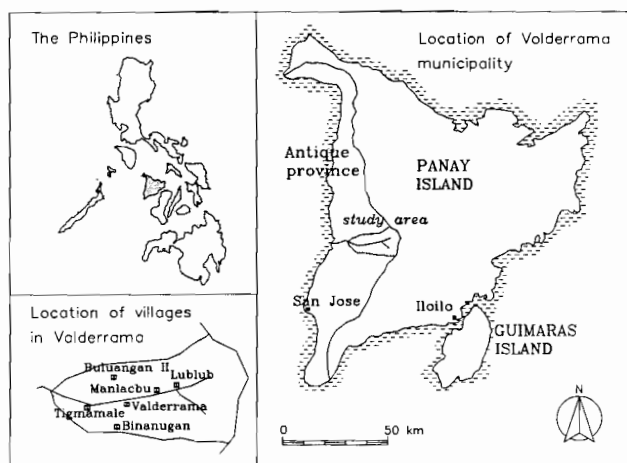 The Philippines
Location of villages
in Valderrama
Buluangan II
Lublub
Manlacbu
Valderrama
Tigmamale
Binanugan
Location of Volderrama
municipality
Antique
province
PANAY
ISLAND
study area
San Jose
Iloilo
GUIMARAS
ISLAND
N
0
50 km